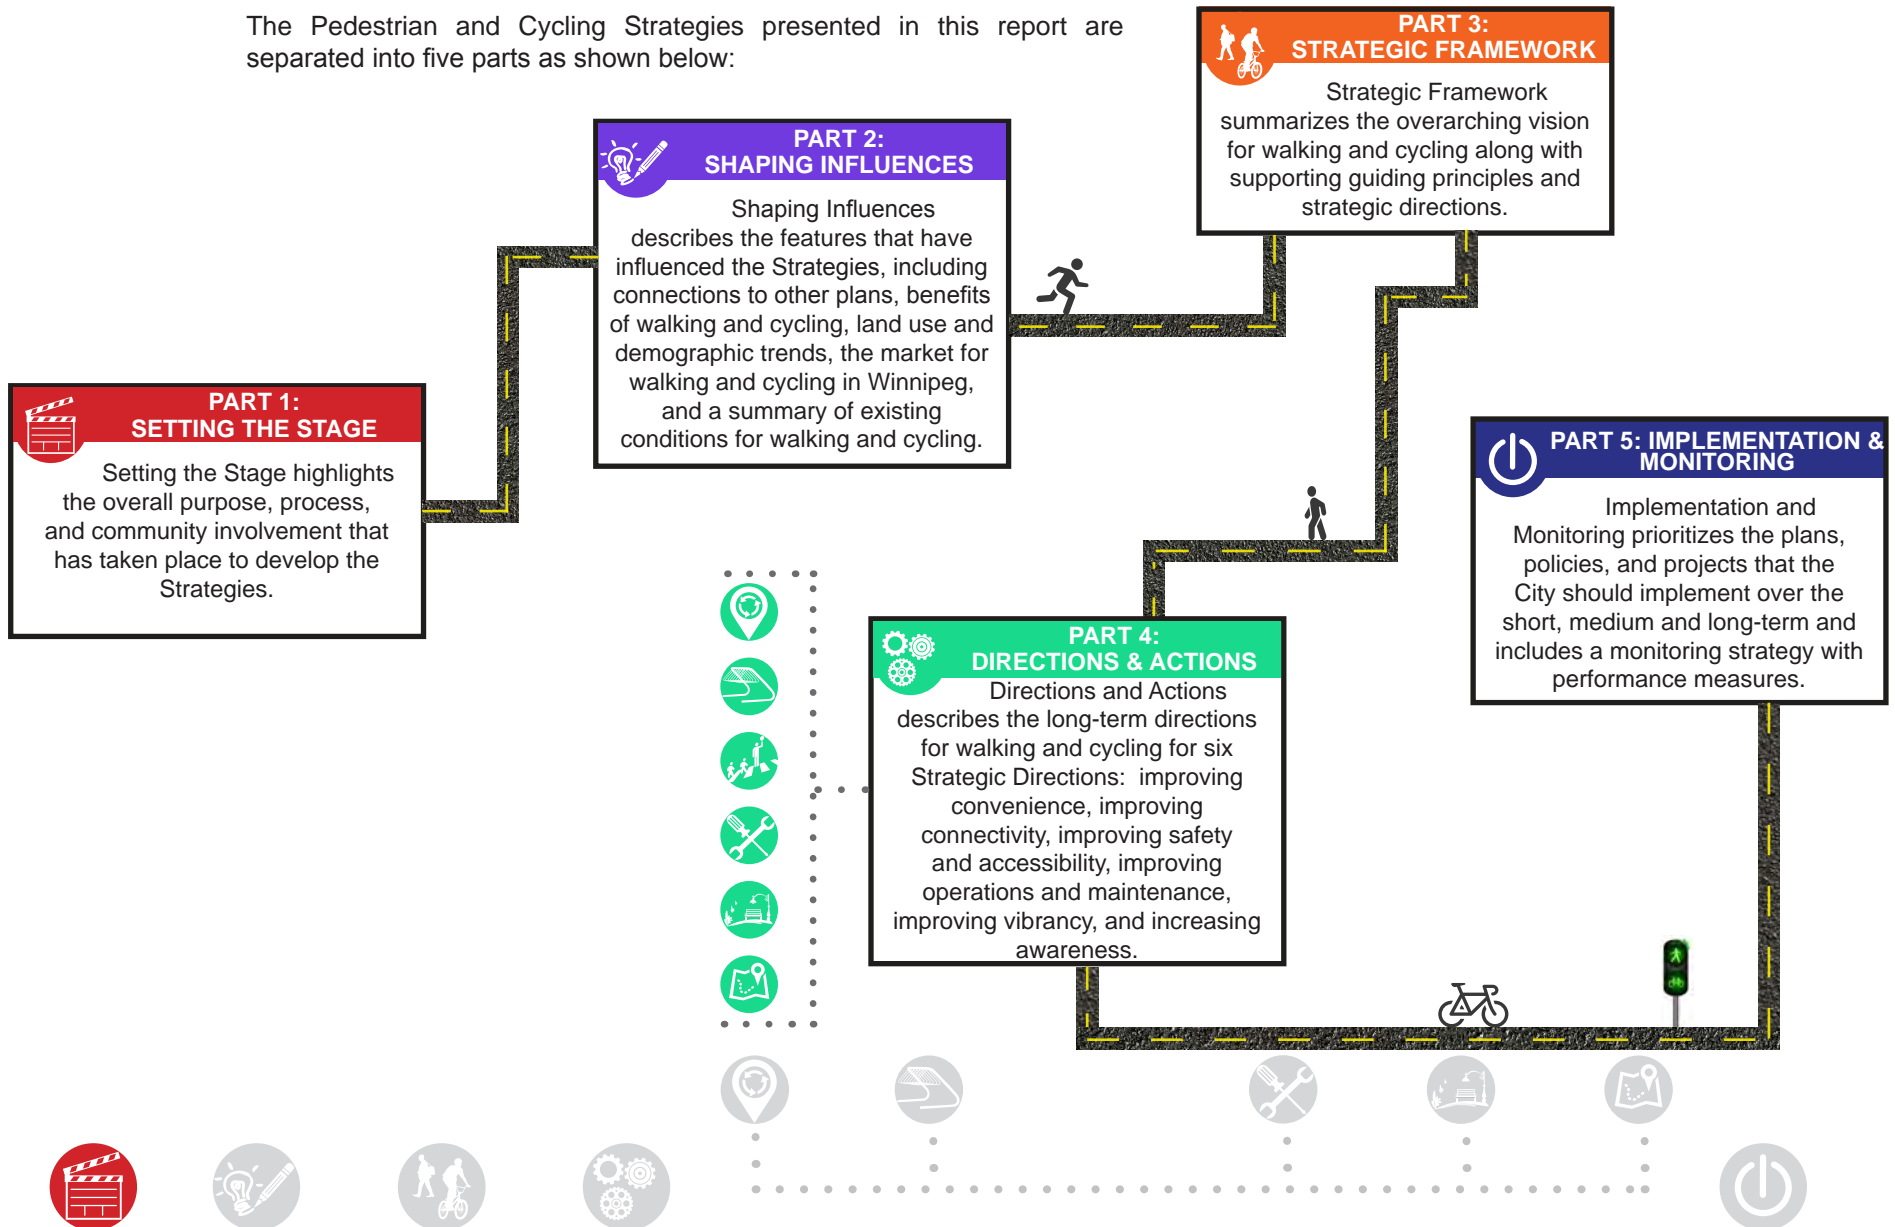 The Pedestrian and Cycling Strategies presented in this report are
separated into five parts as shown below:
PART 1:
SETTING THE STAGE
Setting the Stage highlights
the overall purpose, process,
and community involvement that
has taken place to develop the
Strategies.
PART 2:
SHAPING INFLUENCES
Shaping Influences
describes the features that have
influenced the Strategies, including
connections to other plans, benefits
of walking and cycling, land use and
demographic trends, the market for
walking and cycling in Winnipeg,
and a summary of existing
conditions for walking and cycling.
PART 3:
STRATEGIC FRAMEWORK
Strategic Framework
summarizes the overarching vision
for walking and cycling along with
supporting guiding principles and
strategic directions.
PART 4:
DIRECTIONS & ACTIONS
Directions and Actions
describes the long-term directions
for walking and cycling for six
Strategic Directions: improving
convenience, improving
connectivity, improving safety
and accessibility, improving
operations and maintenance,
improving vibrancy, and increasing
awareness.
PART 5: IMPLEMENTATION &
MONITORING
Implementation and
Monitoring prioritizes the plans,
policies, and projects that the
City should implement over the
short, medium and long-term and
includes a monitoring strategy with
performance measures.